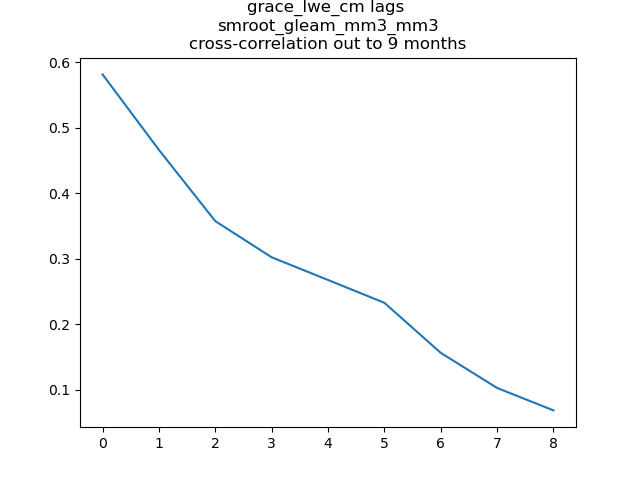 grace_lwe_cm lags
smroot_gleam_mm3_mm3
cross-correlation out to 9 months
0.6
0.5
0.4
0.3
0.2
0.1
0 1 2 3 4 5 6 7 8